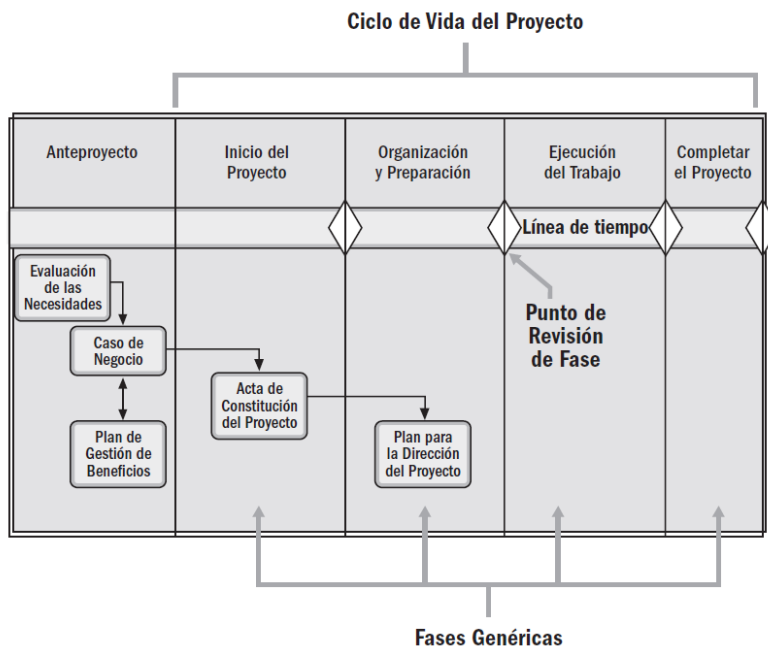 Ciclo de Vida del Proyecto
Anteproyecto
Inicio del
Proyecto
Organización
y Preparación
Ejecución
del Trabajo
Completar
el Proyecto
Línea de tiempo
Evaluación
de las
Necesidades
Caso de
Negocio
Plan de
Gestión de
Beneficios
Acta de
Constitución
del Proyecto
Plan para
la Dirección
del Proyecto
Punto de
Revisión
de Fase
Fases Genéricas